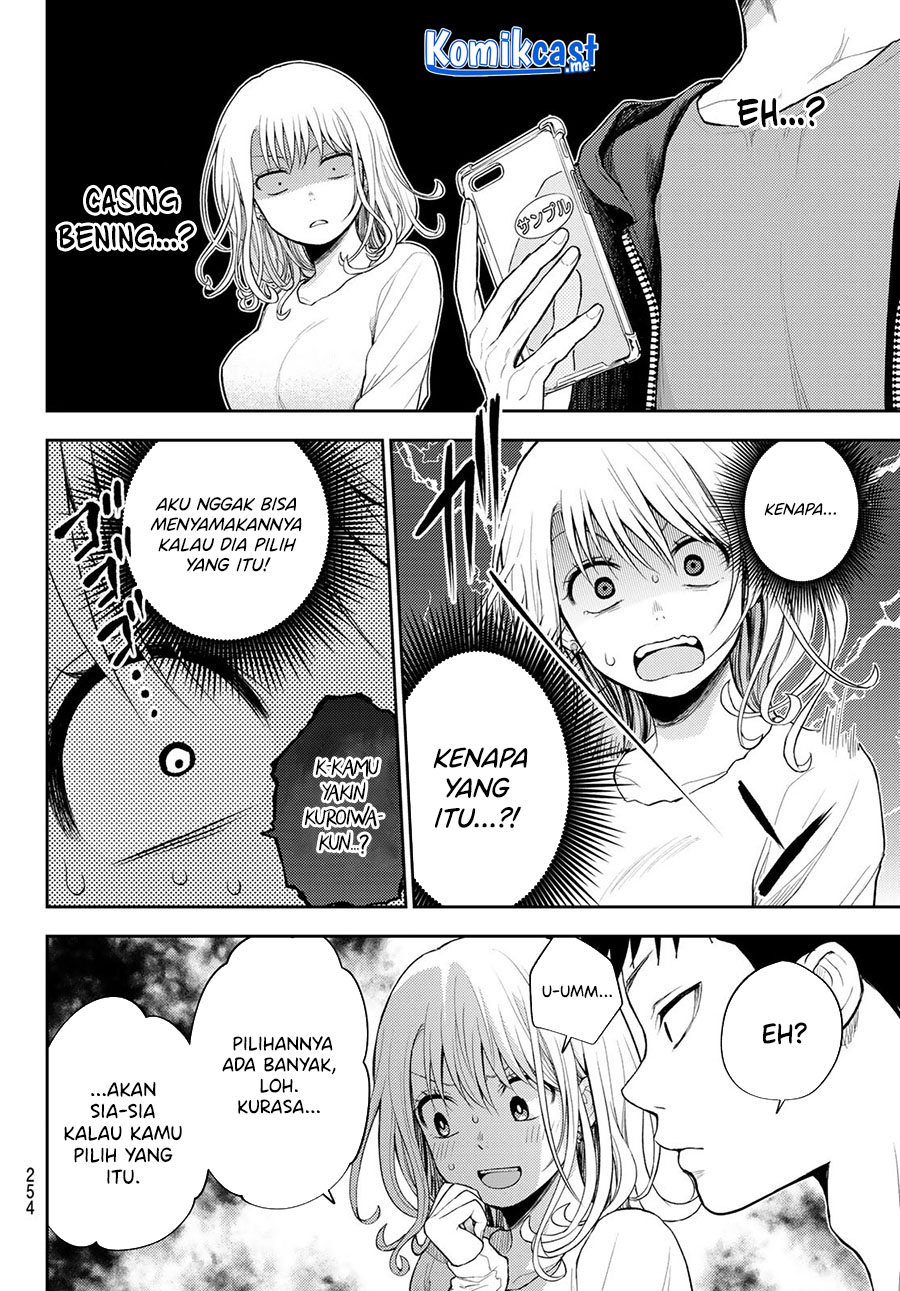 Komikcast
.me
EH...?
サンプル
CASING
BENING...?
KENAPA...
KENAPA
YANG
ITU...?!
AKU NGGAK BISA
MENYAMAKANNYA
KALAU DIA PILIH
YANG ITU!
K-KAMU
YAKIN
KUROIWA-
KUN...?
EH?
U-UMM...
PILIHANNYA
ADA BANYAK,
LOH.
KURASA...
...AKAN
SIA-SIA
KALAU KAMU
PILIH YANG
ITU.
254